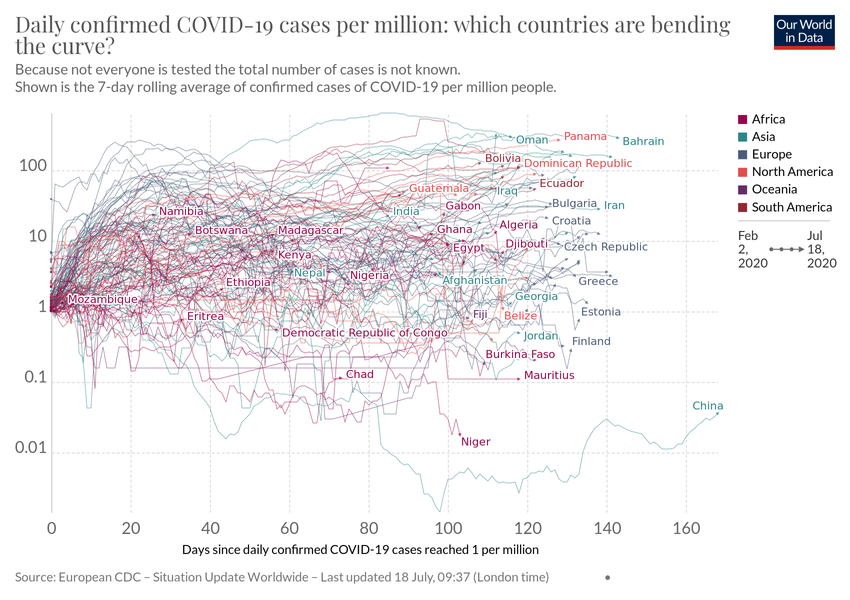 Daily confirmed COVID-19 cases per million: which countries are bending
the curve?
Our World
in Data
Because not everyone is tested the total number of cases is not known.
Shown is the 7-day rolling average of confirmed cases of COVID-19 per million people.
Africa
Asia
Europe
North America
Oceania
South America
Feb
2,
2020
Jul
18,
2020
100
10
1
0.1
0.01
Oman
Panama
Bahrain
Bolivia
Dominican Republic
Guatemala
Iraq
Ecuador
Namibia
India
Gabon
Bulgaria
Iran
Botswana
Madagascar
Ghana
Algeria
Croatia
Kenya
Egypt
Djibouti
Czech Republic
Nepal
Nigeria
Ethiopia
Afghanistan
Greece
Mozambique
Georgia
Eritrea
Fiji
Belize
Estonia
Democratic Republic of Congo
Jordan
Finland
Burkina Faso
Chad
Mauritius
China
Niger
0
20
40
60
80
100
120
140
160
Days since daily confirmed COVID-19 cases reached 1 per million
Source: European CDC – Situation Update Worldwide – Last updated 18 July, 09:37 (London time)